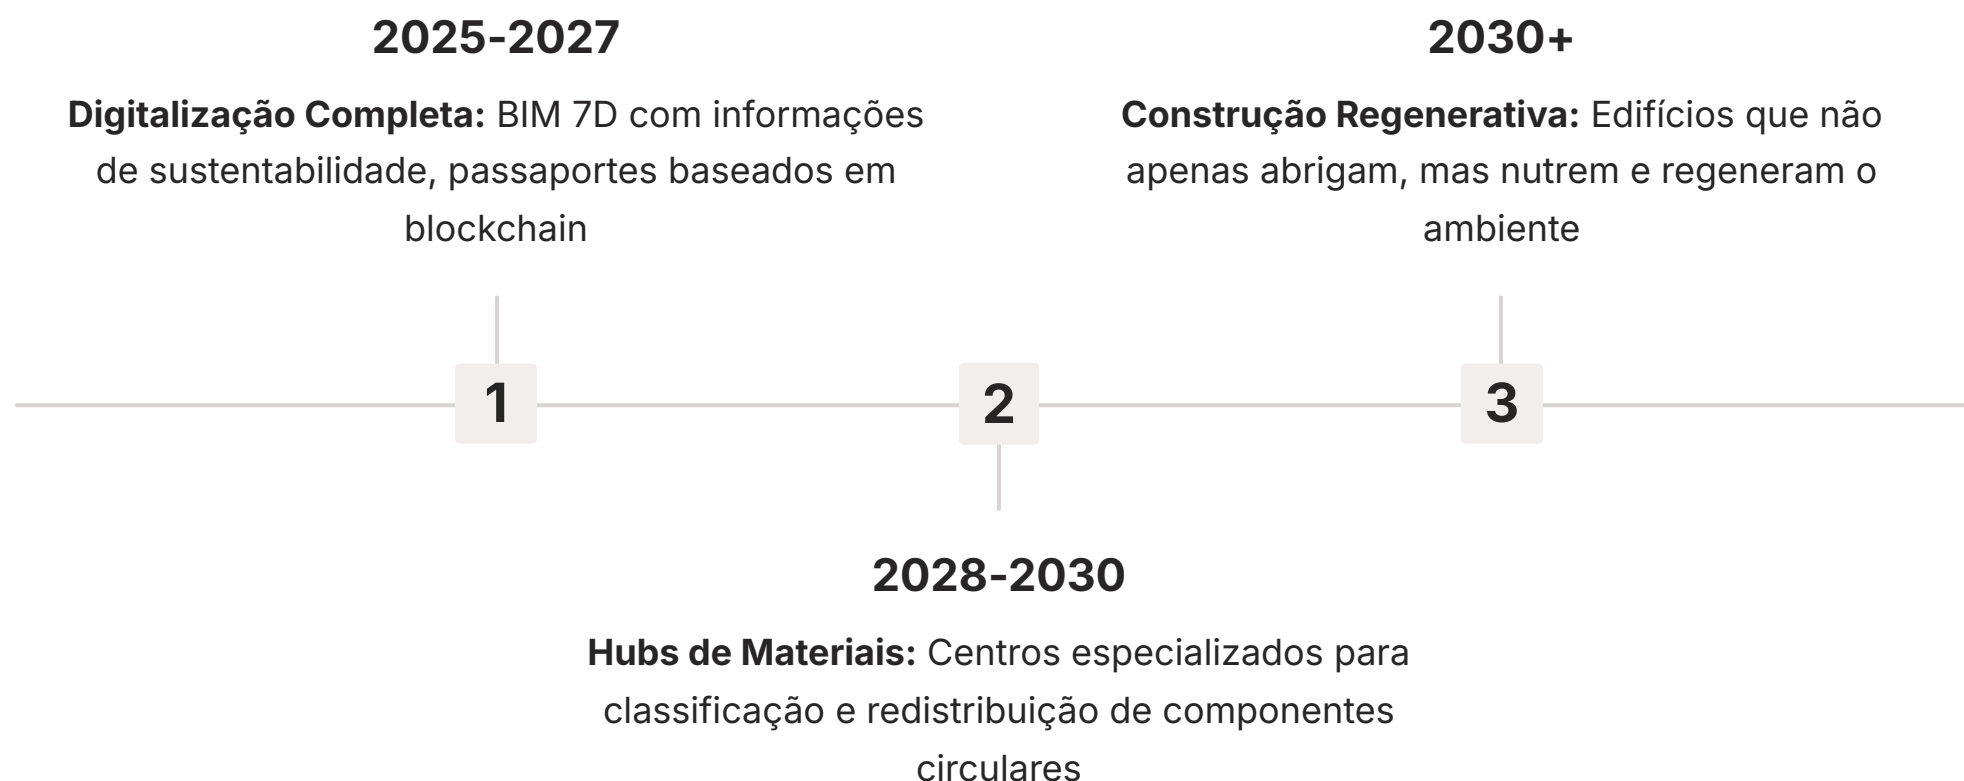 2025-2027
Digitalização Completa: BIM 7D com informações
de sustentabilidade, passaportes baseados em
blockchain
2030+
Construção Regenerativa: Edifícios que não
apenas abrigam, mas nutrem e regeneram o
ambiente
1
2
3
2028-2030
Hubs de Materiais: Centros especializados para
classificação e redistribuição de componentes
circulares